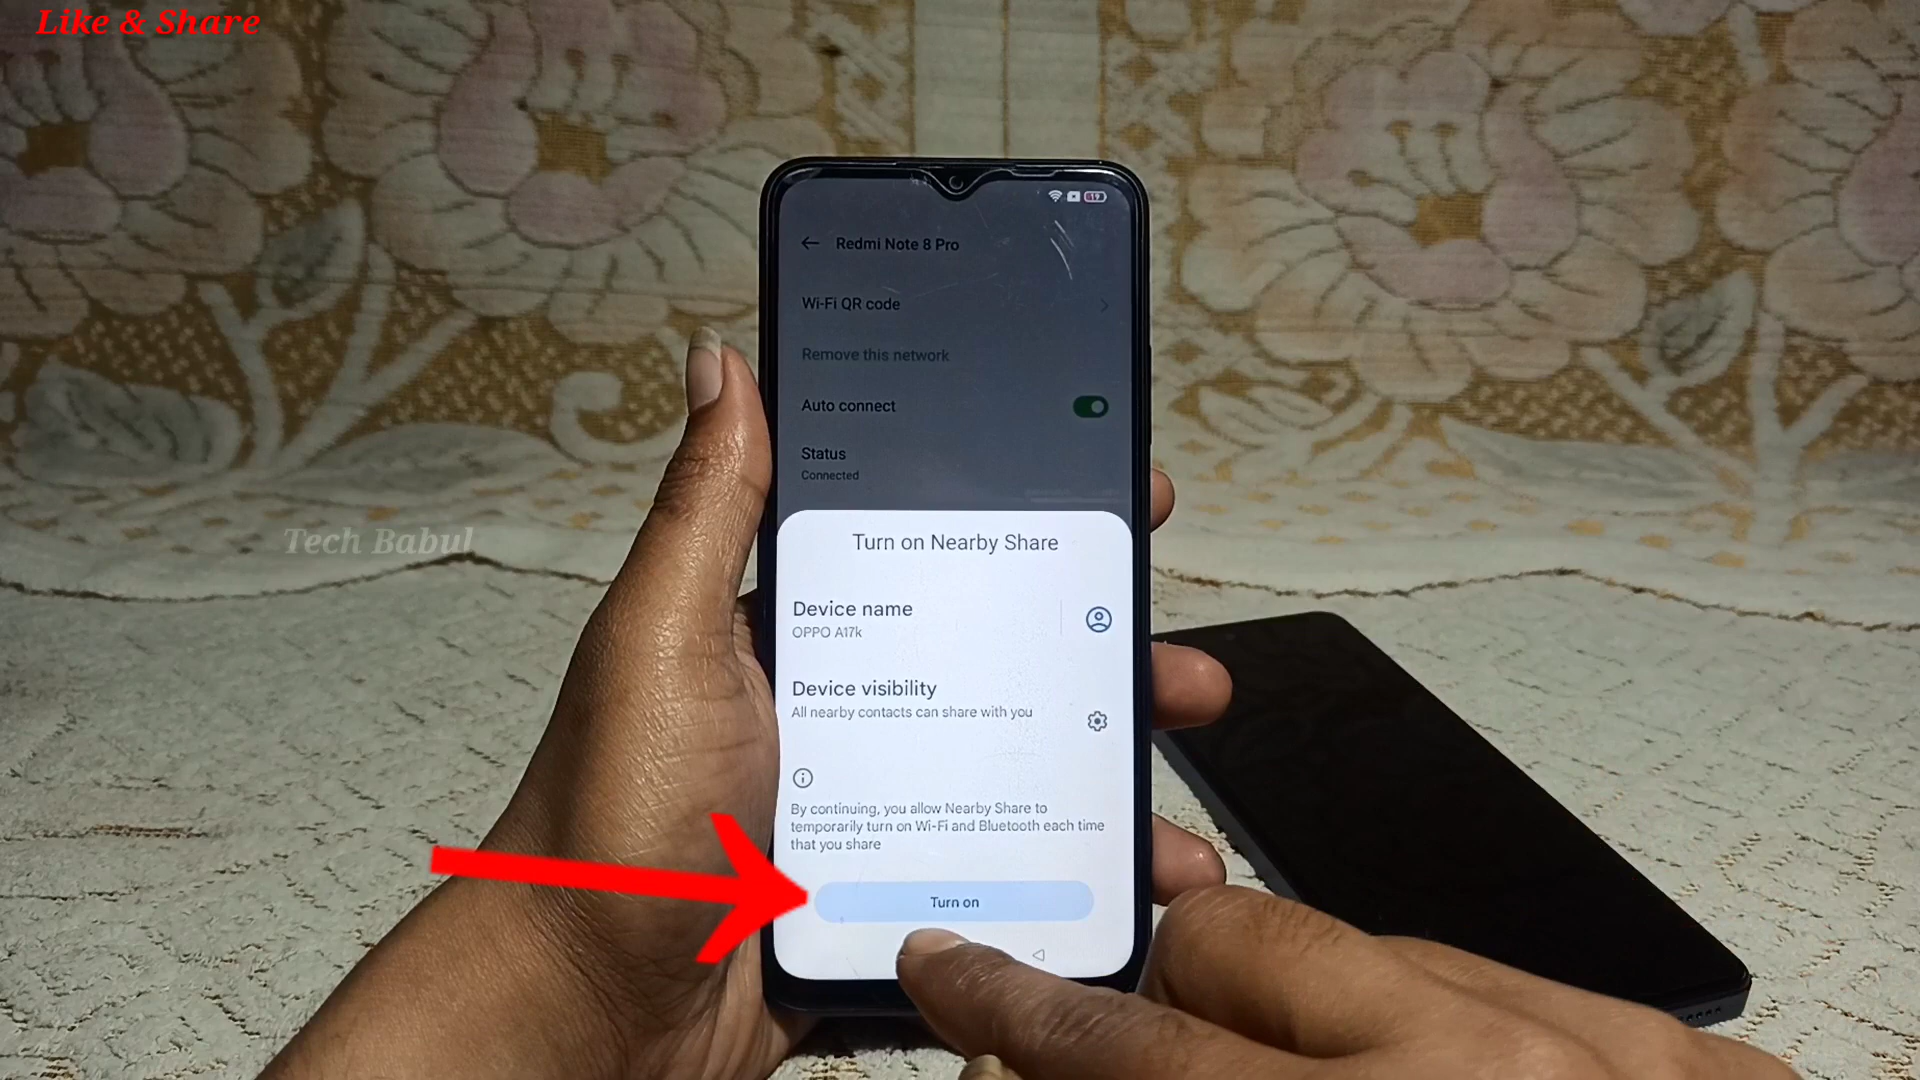 Like & Share
19
Redmi Note 8 Pro
Wi-Fi QR code
Remove this network
Auto connect
Status
Connected
Turn on Nearby Share
Tech Babul
Device name
OPPO A17k
Device visibility
All nearby contacts can share with you
By continuing, you allow Nearby Share to
temporarily turn on Wi-Fi and Bluetooth each time
that you share
Turn on